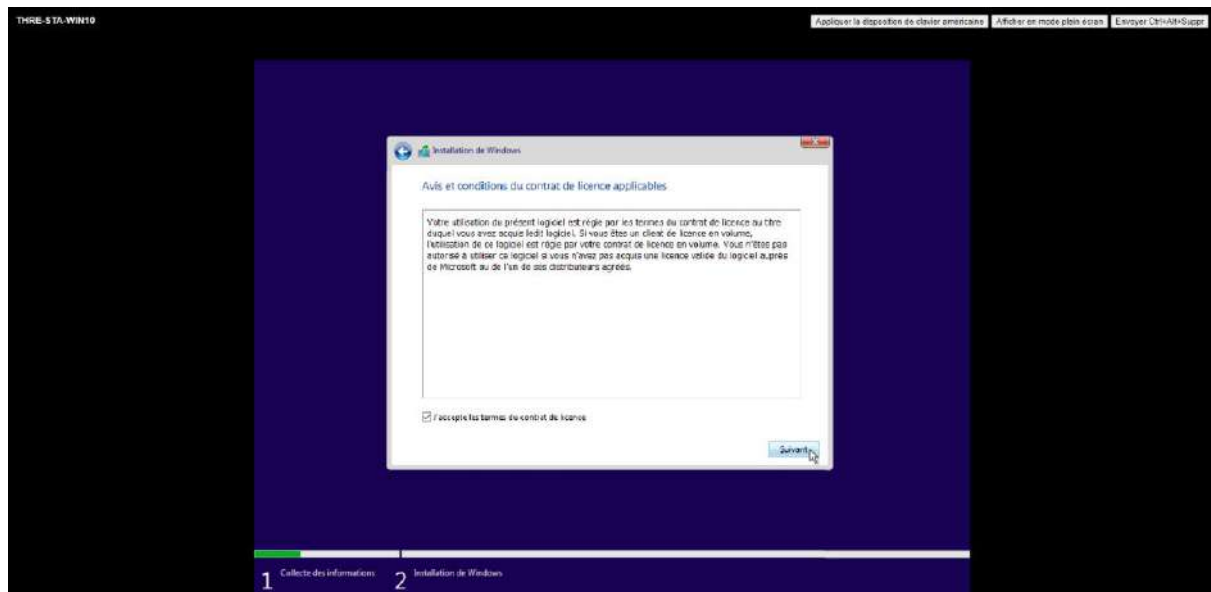 THRE-STA-WIN10
Appliquer la disposition de clavier américaine Afficher en mode plein écran Envoyer Ctrl+Alt+Suppr
Installation de Windows
Avis et conditions du contrat de licence applicables
Votre utilisation du présent logiciel est régie par les termes du contrat de licence au titre
duquel vous avez acquis ledit logiciel. Si vous êtes un client de licence en volume,
l'utilisation de ce logiciel est régie par votre contrat de licence en volume. Vous n'êtes pas
autorisé à utiliser ce logiciel si vous n'avez pas acquis une licence valide du logiciel auprès
de Microsoft ou de l'un de ses distributeurs agréés.
J'accepte les termes du contrat de licence
Suivant
1 Collecte des informations 2 Installation de Windows